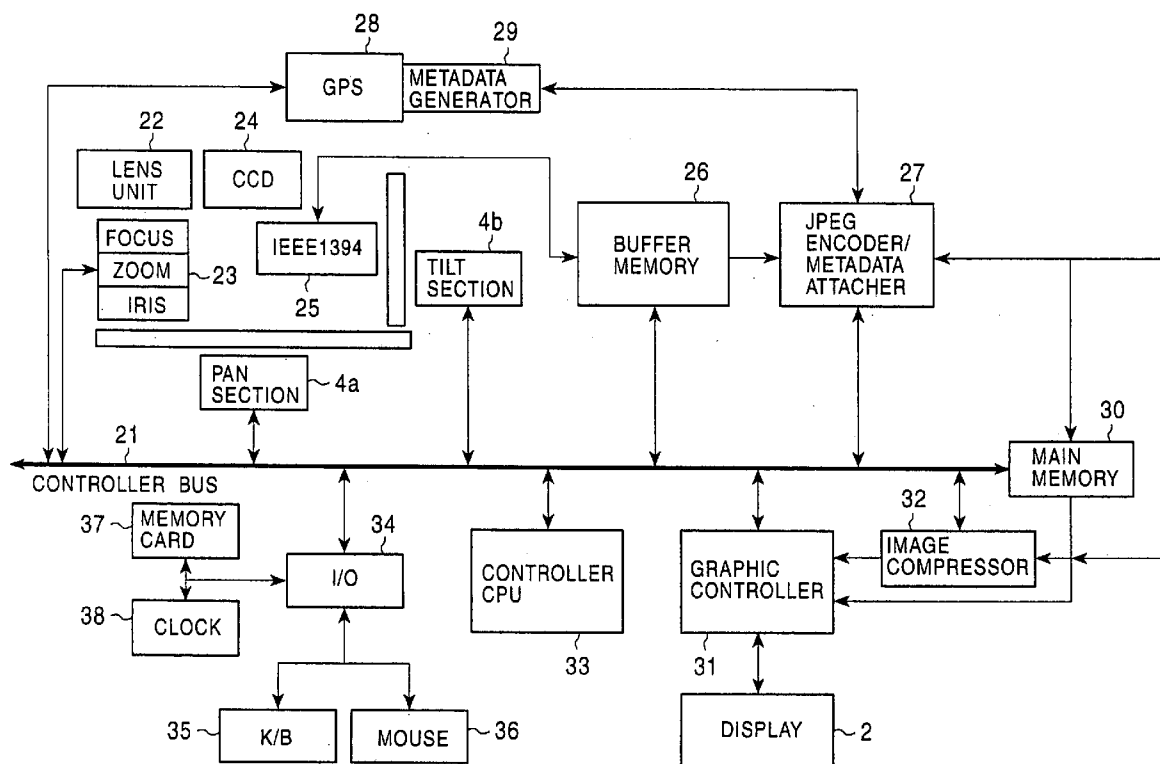 28
29
GPS
METADATA
GENERATOR
22
24
LENS
UNIT
CCD
26
27
4b
FOCUS
ZOOM
IRIS
23
IEEE1394
25
TILT
SECTION
BUFFER
MEMORY
JPEG
ENCODER/
METADATA
ATTACHER
PAN
SECTION
4a
21
CONTROLLER BUS
30
MAIN
MEMORY
37
MEMORY
CARD
34
I/O
38
CLOCK
CONTROLLER
CPU
33
GRAPHIC
CONTROLLER
31
32
IMAGE
COMPRESSOR
35
K/B
MOUSE
36
DISPLAY
2